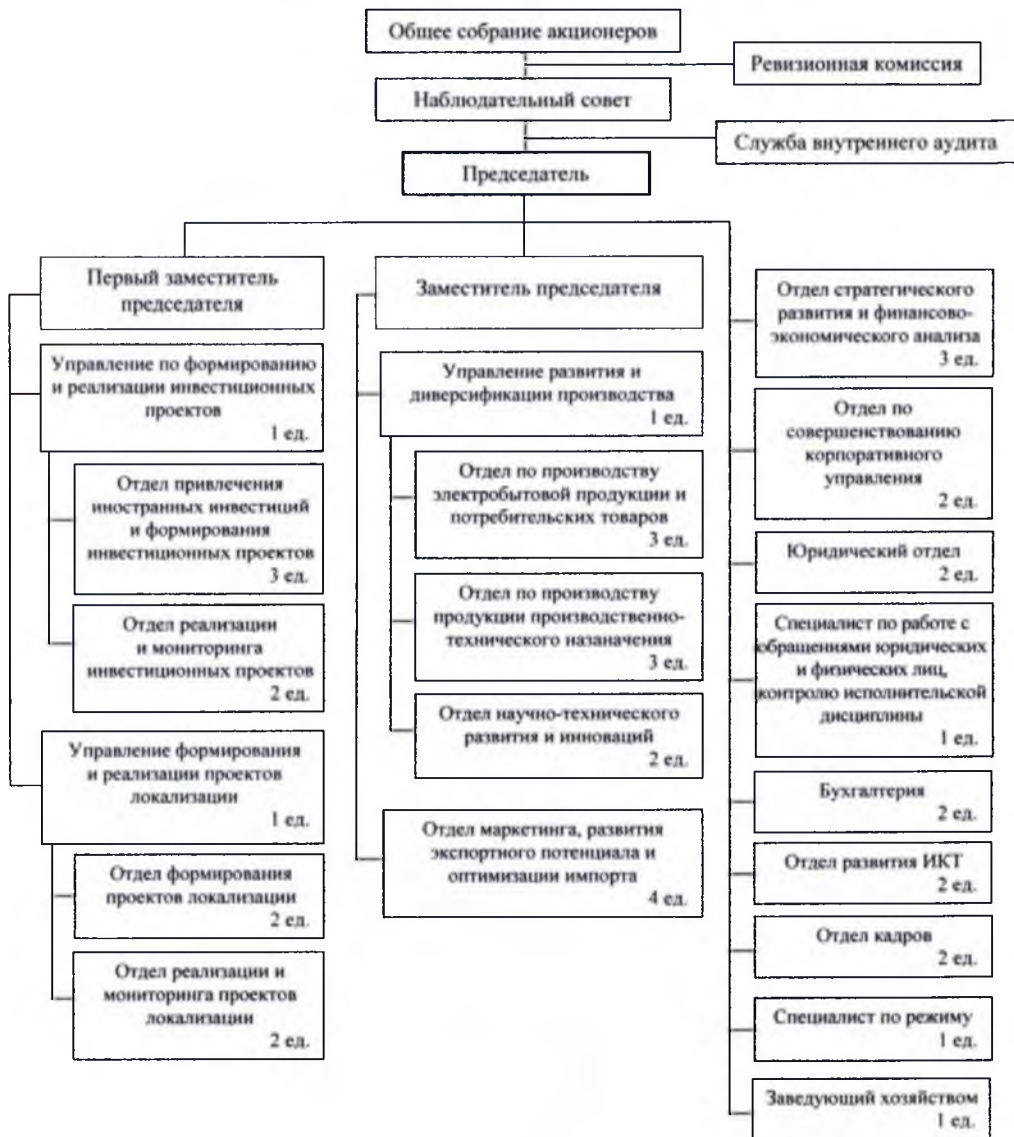 Общее собрание акционеров
Ревизионная комиссия
Наблюдательный совет
Служба внутреннего аудита
Председатель
Первый заместитель
председателя
Управление по формированию
и реализации инвестиционных
проектов
1 ед.
Отдел привлечения
иностранных инвестиций
и формирования
инвестиционных проектов
3 ед.
Отдел реализации
и мониторинга
инвестиционных проектов
2 ед.
Управление формирования
и реализации проектов
локализации
1 ед.
Отдел формирования
проектов локализации
2 ед.
Отдел реализации и
мониторинга проектов
локализации
2 ед.
Заместитель председателя
Управление развития и
диверсификации производства
1 ед.
Отдел по производству
электробытовой продукции и
потребительских товаров
3 ед.
Отдел по производству
продукции производственно-
технического назаначения
3 ед.
Отдел научно-технического
развития и инноваций
2 ед.
Отдел маркетинга, развития
экспортного потенциала и
оптимизации импорта
4 ед.
Отдел стратегического
развития и финансово-
экономического анализа
3 ед.
Отдел по
совершенствованию
корпоративного
управления
2 ед.
Юридический отдел
2 ед.
Специалист по работе с
обращениями юридических
и физических лиц,
контролю исполнительской
дисциплины
1 ед.
Бухгалтерия
2 ед.
Отдел развития ИКТ
2 ед.
Отдел кадров
2 ед.
Специалист по режиму
1 ед.
Заведующий хозяйством
1 ед.